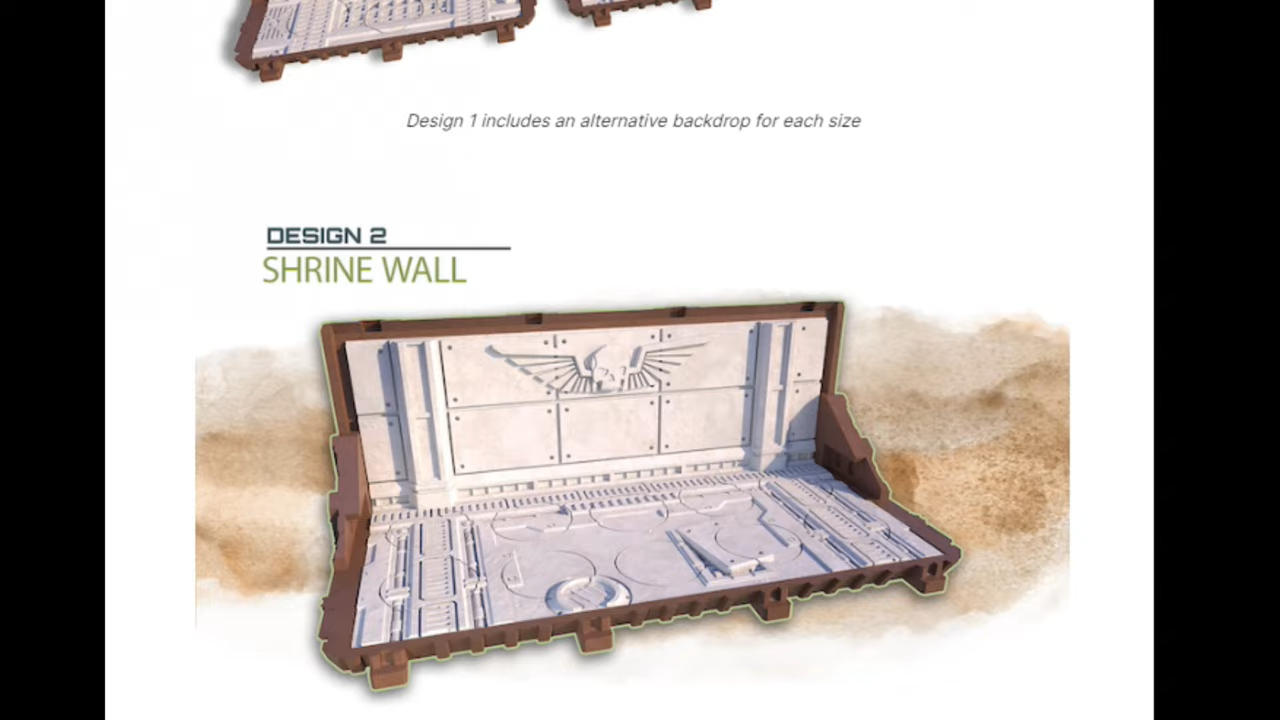 Design 1 includes an alternative backdrop for each size
DESIGN 2
SHRINE WALL